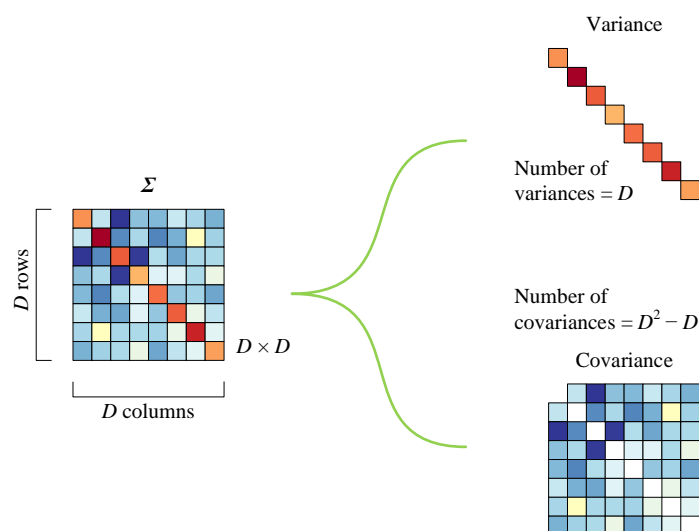 Variance
Number of
variances = D
Σ
D rows
D × D
D columns
Number of
covariances = D² − D
Covariance